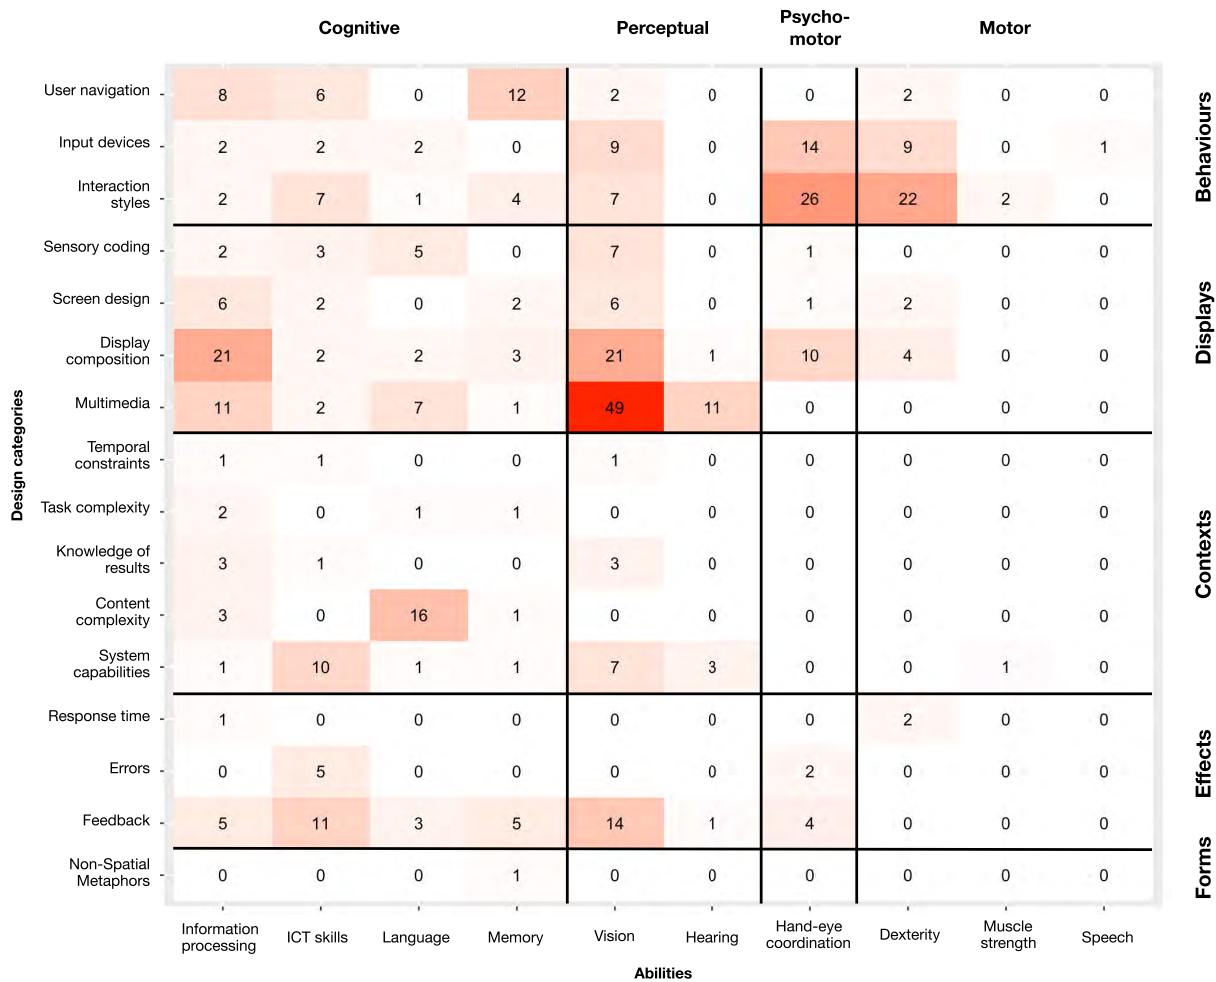 Cognitive Perceptual Psycho-
motor Motor
User navigation 8 6 0 12 2 0 0 2 0 0
Input devices 2 2 2 0 9 0 14 9 0 1
Interaction
styles 2 7 1 4 7 0 26 22 2 0
Behaviours
Sensory coding 2 3 5 0 7 0 1 0 0 0
Screen design 6 2 0 2 6 0 1 2 0 0
Display
composition 21 2 2 3 21 1 10 4 0 0
Multimedia 11 2 7 1 49 11 0 0 0 0
Displays
Design categories
Temporal
constraints 1 1 0 0 1 0 0 0 0 0
Task complexity 2 0 1 1 0 0 0 0 0 0
Knowledge of
results 3 1 0 0 3 0 0 0 0 0
Content
complexity 3 0 16 1 0 0 0 0 0 0
System
capabilities 1 10 1 1 7 3 0 0 1 0
Contexts
Response time 1 0 0 0 0 0 0 2 0 0
Errors 0 5 0 0 0 0 2 0 0 0
Feedback 5 11 3 5 14 1 4 0 0 0
Effects
Non-Spatial
Metaphors 0 0 0 1 0 0 0 0 0 0
Forms
Information
processing ICT skills Language Memory Vision Hearing Hand-eye
coordination Dexterity Muscle
strength Speech
Abilities